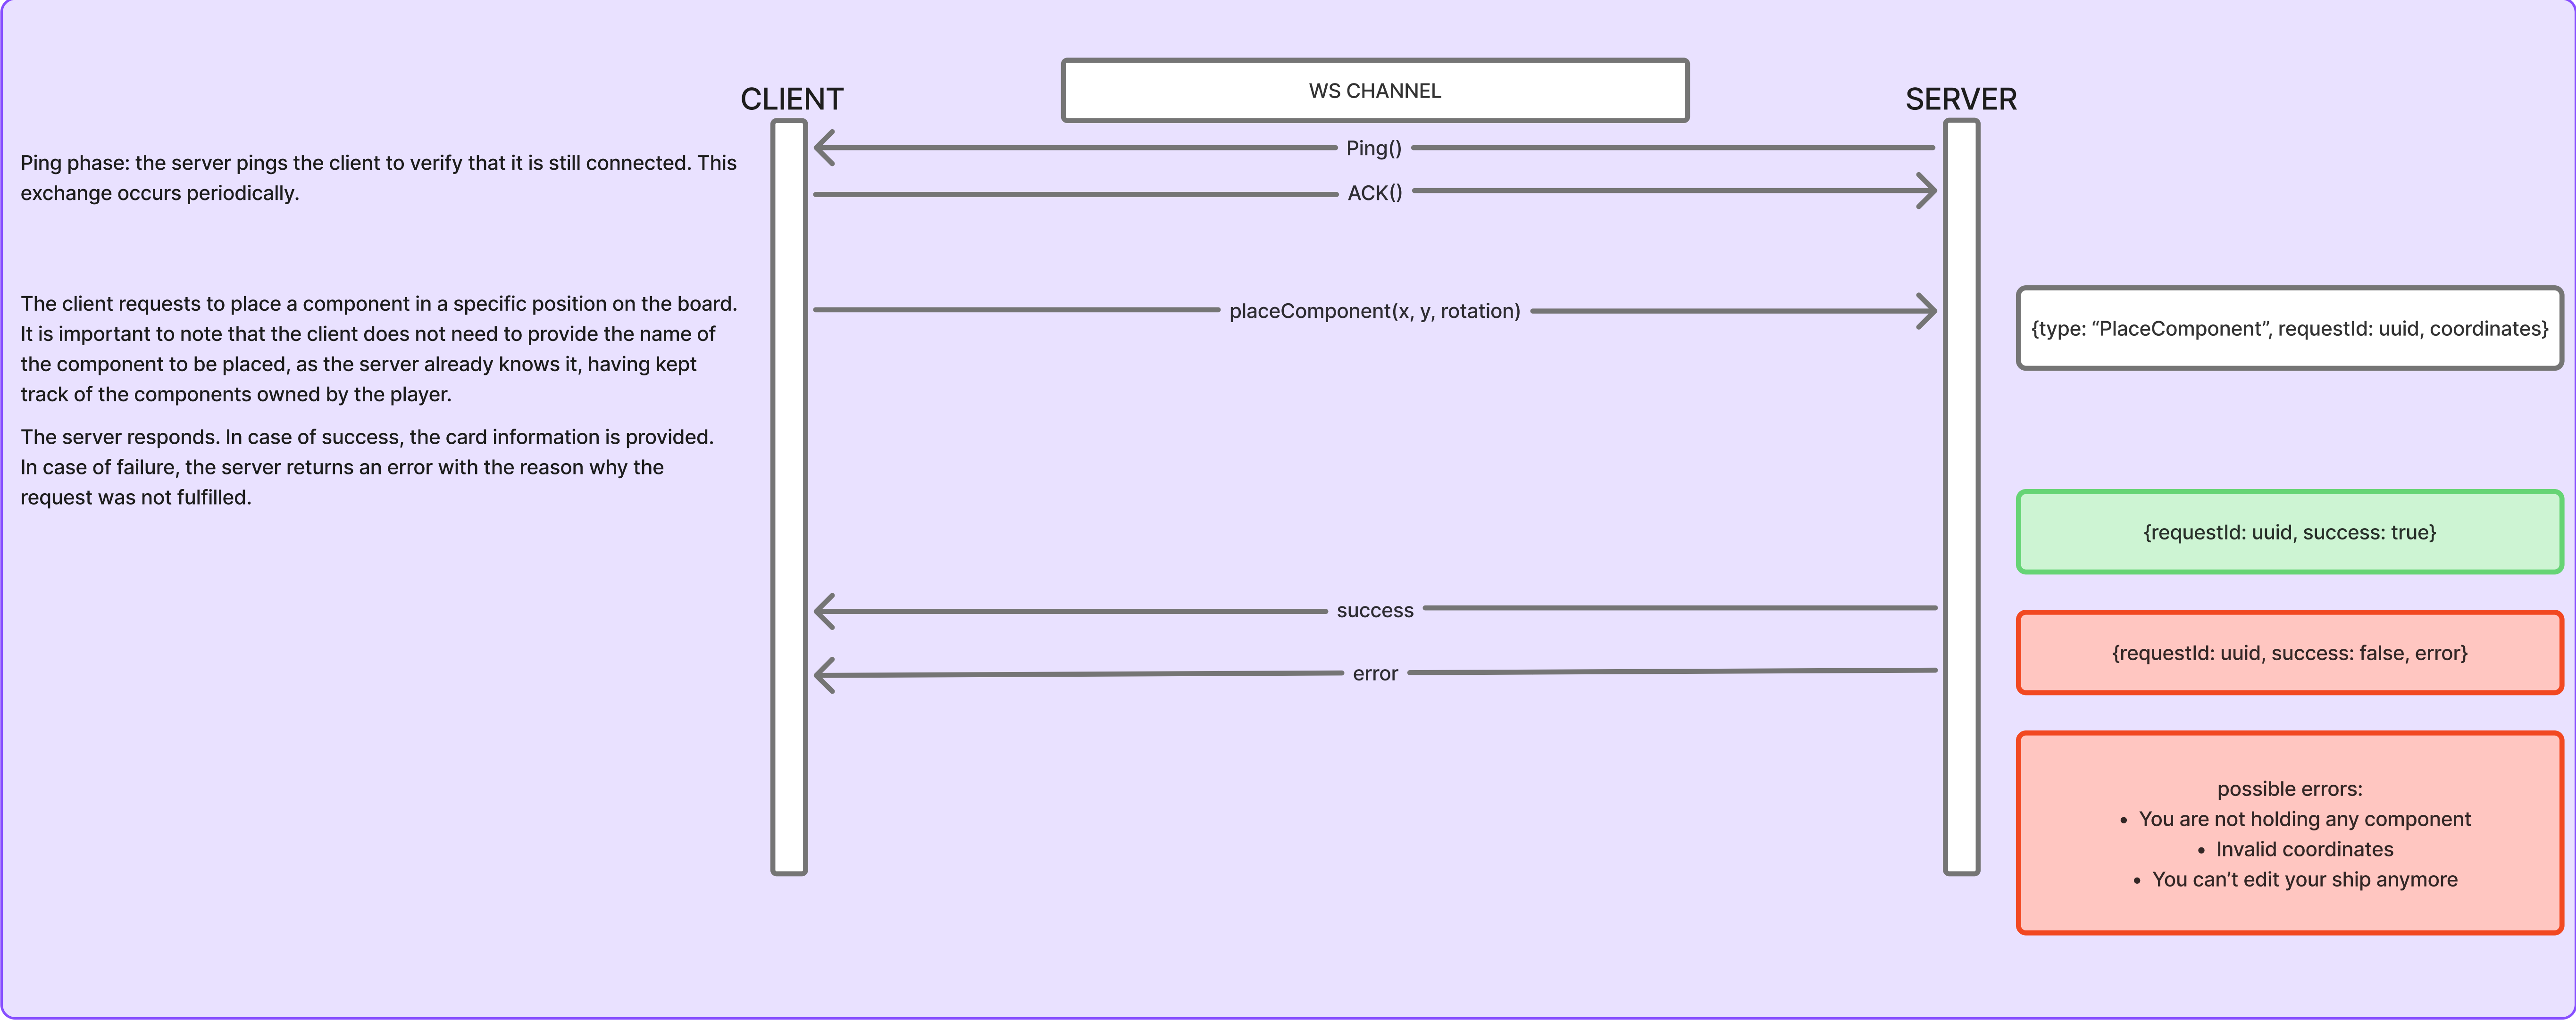 WS CHANNEL
CLIENT
SERVER
Ping phase: the server pings the client to verify that it is still connected. This
exchange occurs periodically.
Ping()
ACK()
The client requests to place a component in a specific position on the board.
It is important to note that the client does not need to provide the name of
the component to be placed, as the server already knows it, having kept
track of the components owned by the player.
placeComponent(x, y, rotation)
{type: “PlaceComponent”, requestId: uuid, coordinates}
The server responds. In case of success, the card information is provided.
In case of failure, the server returns an error with the reason why the
request was not fulfilled.
{requestId: uuid, success: true}
success
{requestId: uuid, success: false, error}
error
possible errors:
• You are not holding any component
• Invalid coordinates
• You can’t edit your ship anymore